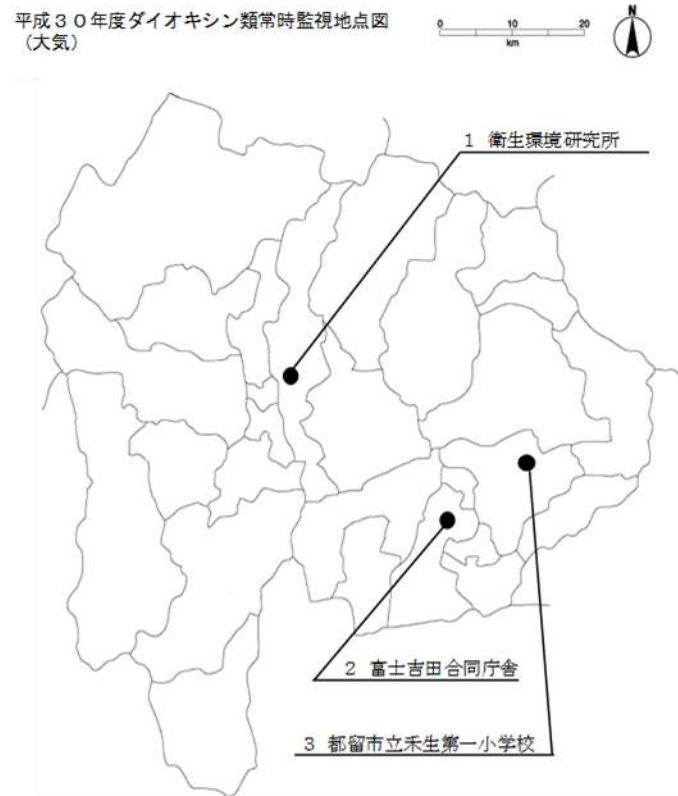 平成３０年度ダイオキシン類常時監視地点図
（大気）
0 10 20
km
N
1 衛生環境研究所
2 富士吉田合同庁舎
3 都留市立禾生第一小学校